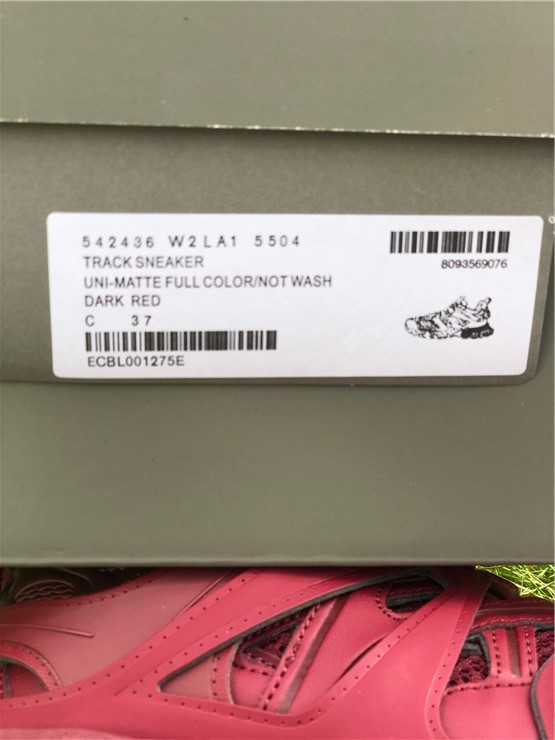 542436 W2LA1 5504
TRACK SNEAKER
UNI-MATTE FULL COLOR/NOT WASH
DARK RED
C 37
ECBL001275E
8093569076